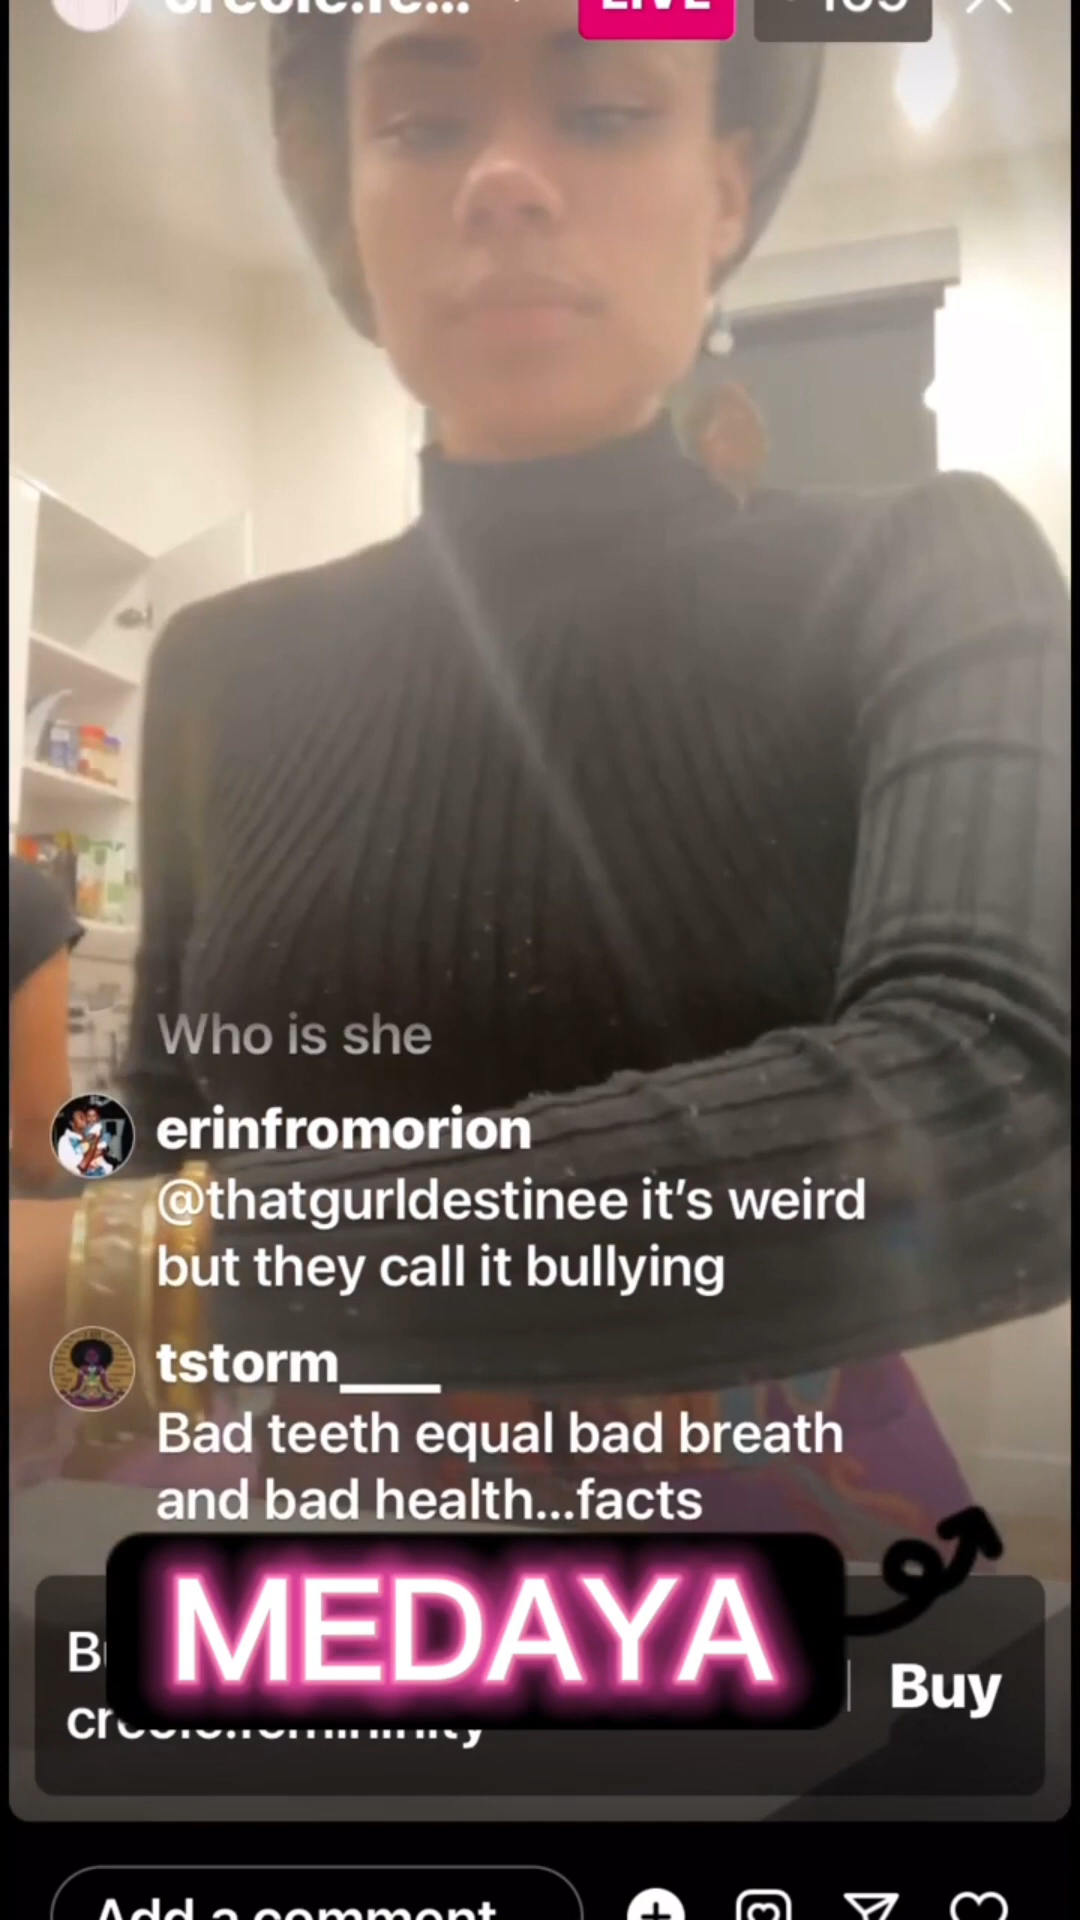 LIVE
Who is she
erinfromorion
@thatgurldestinee it's weird
but they call it bullying
tstorm___
Bad teeth equal bad breath
and bad health...facts
MEDAYA
Buy
Add a comment